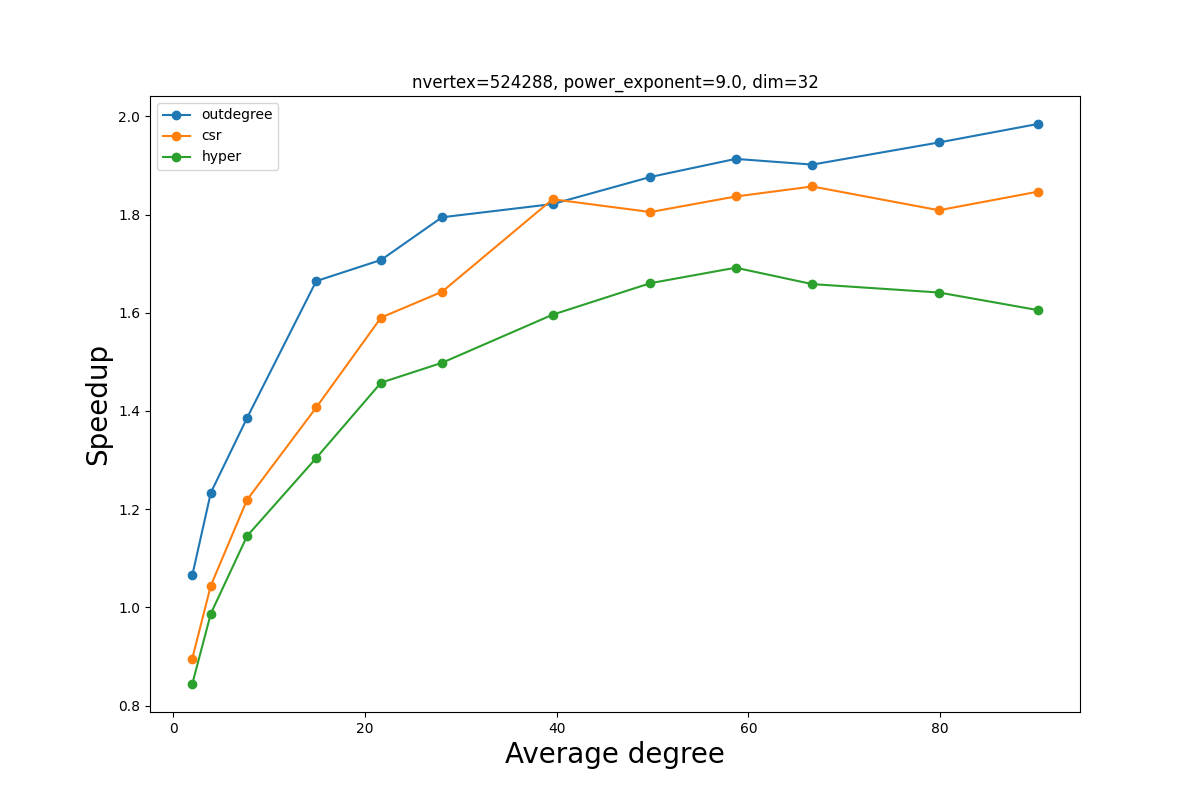 nvertex=524288, power_exponent=9.0, dim=32
outdegree
csr
hyper
Speedup
2.0
1.8
1.6
1.4
1.2
1.0
0.8
0 20 40 60 80
Average degree